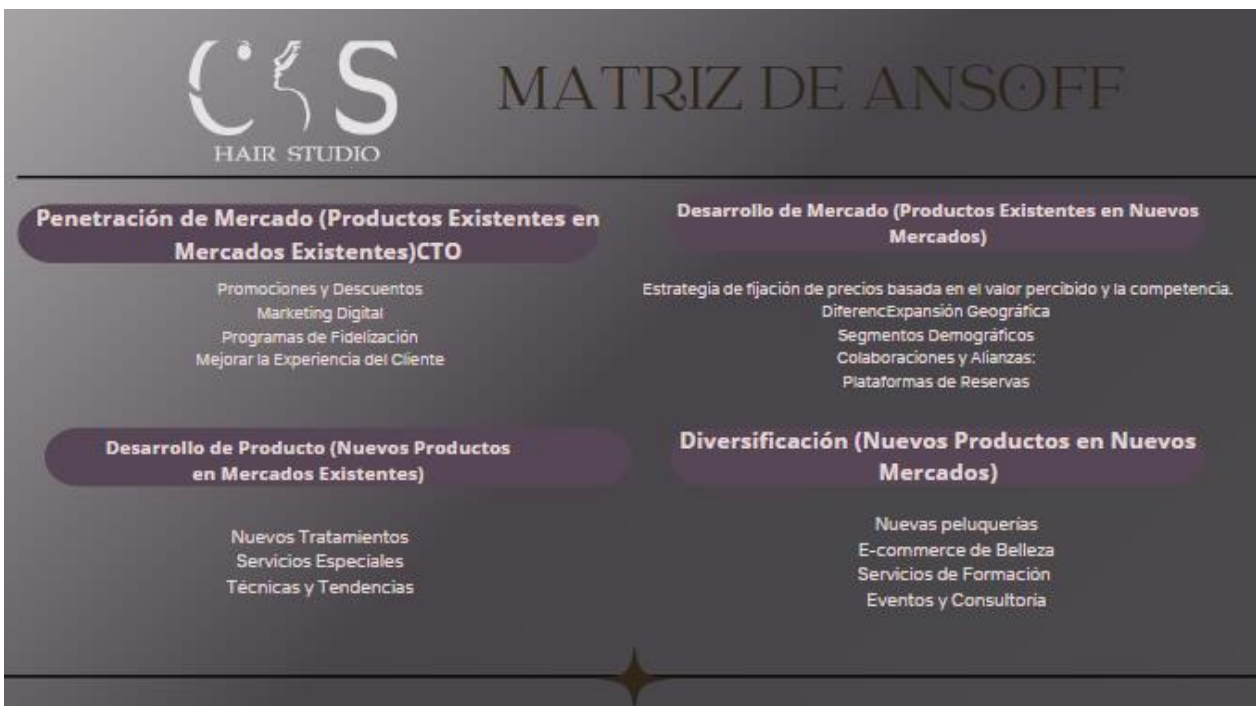 CS
HAIR STUDIO
MATRIZ DE ANSOFF
Penetración de Mercado (Productos Existentes en
Mercados Existentes)CTO
Promociones y Descuentos
Marketing Digital
Programas de Fidelización
Mejorar la Experiencia del Cliente
Desarrollo de Mercado (Productos Existentes en Nuevos
Mercados)
Estrategia de fijación de precios basada en el valor percibido y la competencia.
DiferencExpansión Geográfica
Segmentos Demográficos
Colaboraciones y Alianzas:
Plataformas de Reservas
Desarrollo de Producto (Nuevos Productos
en Mercados Existentes)
Nuevos Tratamientos
Servicios Especiales
Técnicas y Tendencias
Diversificación (Nuevos Productos en Nuevos
Mercados)
Nuevas peluquerías
E-commerce de Belleza
Servicios de Formación
Eventos y Consultoría